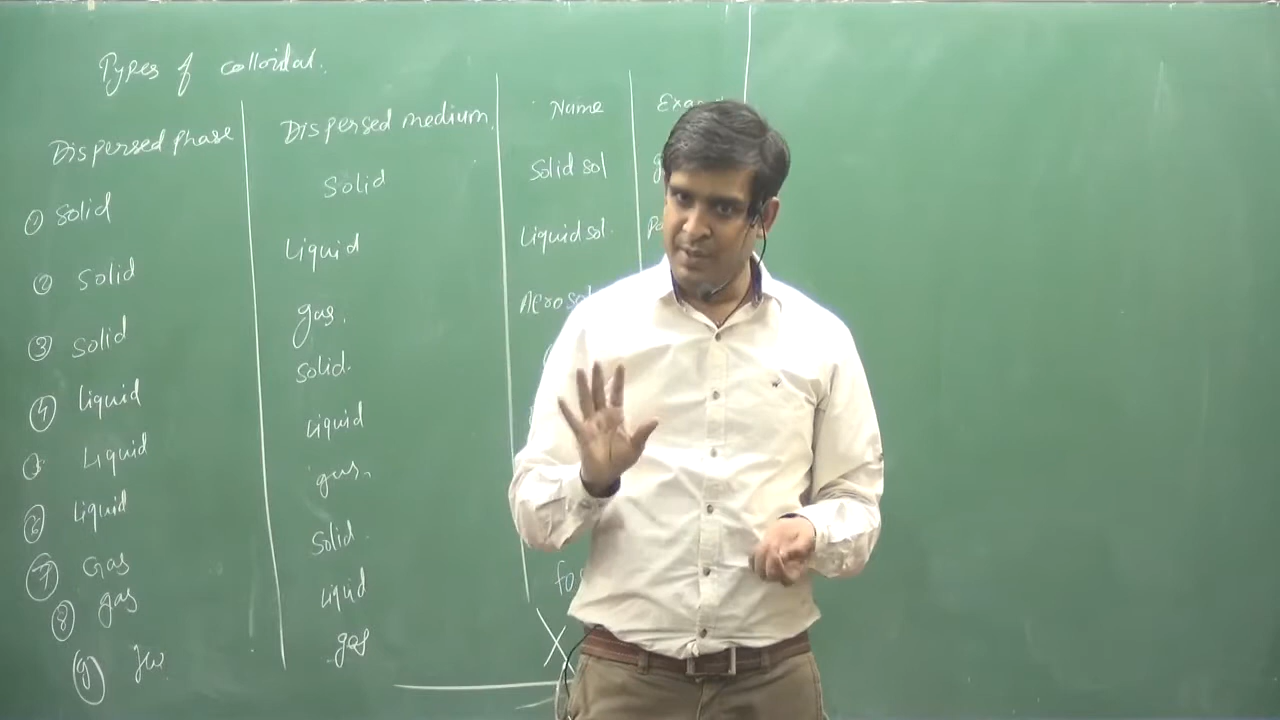 Types of colloidal.
Dispersed phase Dispersed medium. Name
① Solid Solid Solid sol
② Solid Liquid Liquid sol.
③ Solid gas. Aerosol
④ Liquid solid.
Liquid Liquid
⑥ Liquid gas.
⑦ Gas Solid.
⑧ gas Liquid
⑨ gas
X